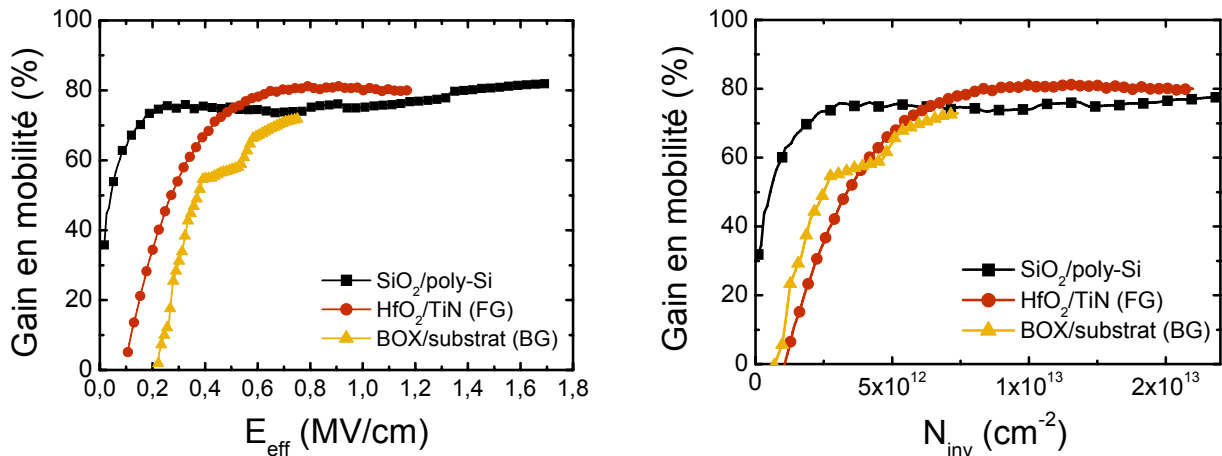 100
80
60
40
20
0
Gain en mobilité (%)
SiO2/poly-Si
HfO2/TiN (FG)
BOX/substrat (BG)
0,0 0,2 0,4 0,6 0,8 1,0 1,2 1,4 1,6 1,8
Eeff (MV/cm)
100
80
60
40
20
0
Gain en mobilité (%)
SiO2/poly-Si
HfO2/TiN (FG)
BOX/substrat (BG)
0 5x10^12 1x10^13 2x10^13
Ninv (cm^-2)